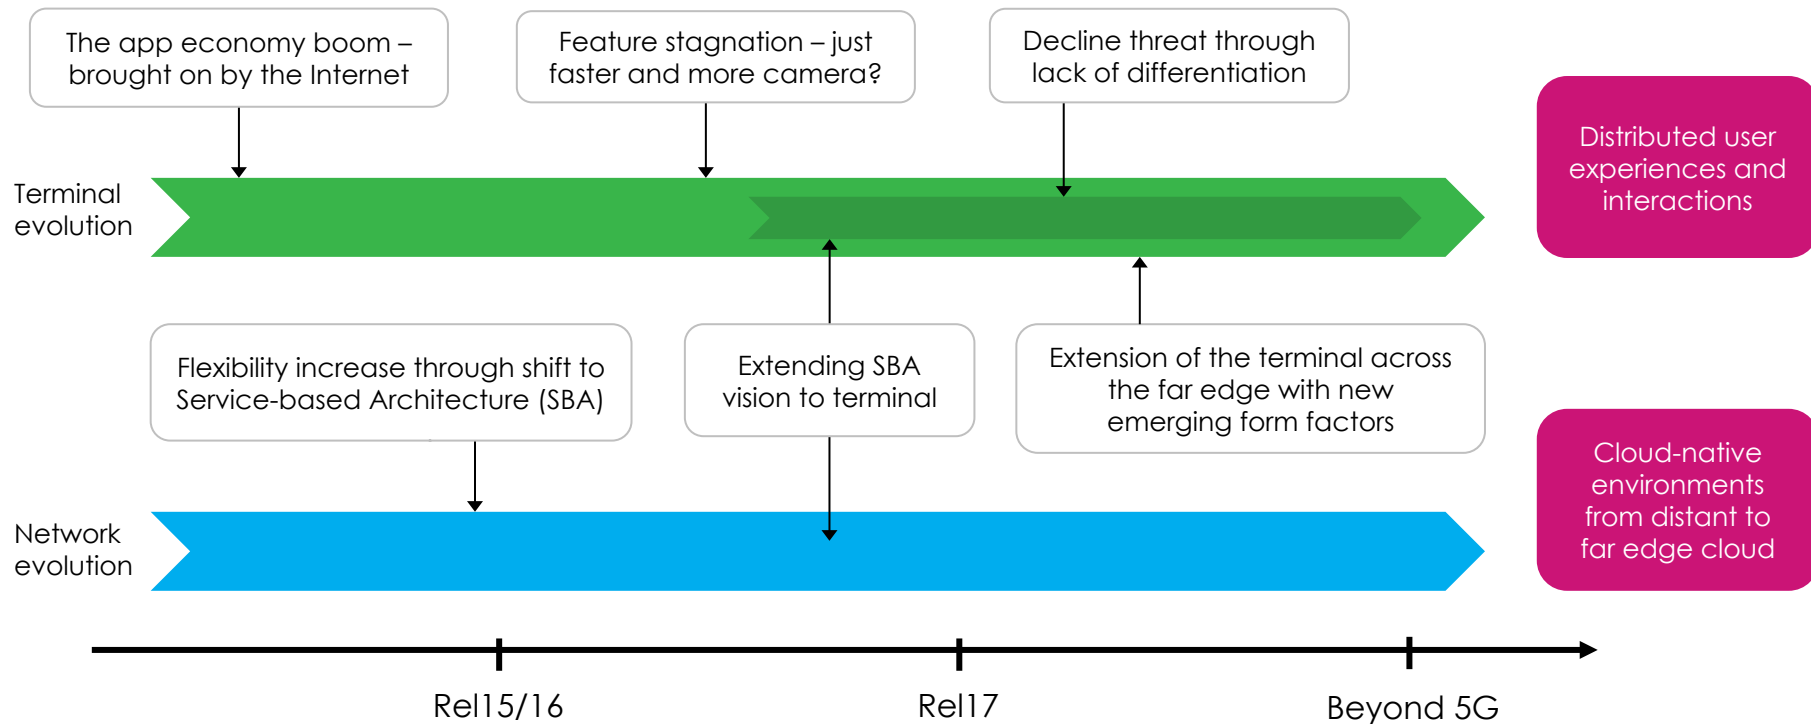 The app economy boom –
brought on by the Internet
Feature stagnation – just
faster and more camera?
Decline threat through
lack of differentiation
Distributed user
experiences and
interactions
Terminal
evolution
Flexibility increase through shift to
Service-based Architecture (SBA)
Extending SBA
vision to terminal
Extension of the terminal across
the far edge with new
emerging form factors
Cloud-native
environments
from distant to
far edge cloud
Network
evolution
Rel15/16
Rel17
Beyond 5G